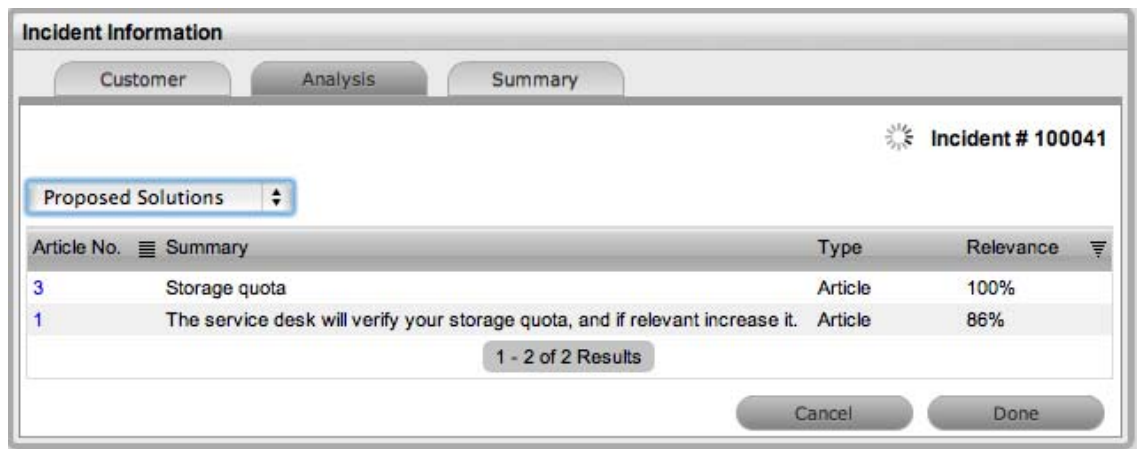 Incident Information
Customer Analysis Summary
Incident # 100041
Proposed Solutions
Article No. Summary Type Relevance
3 Storage quota Article 100%
1 The service desk will verify your storage quota, and if relevant increase it. Article 86%
1 - 2 of 2 Results
Cancel Done